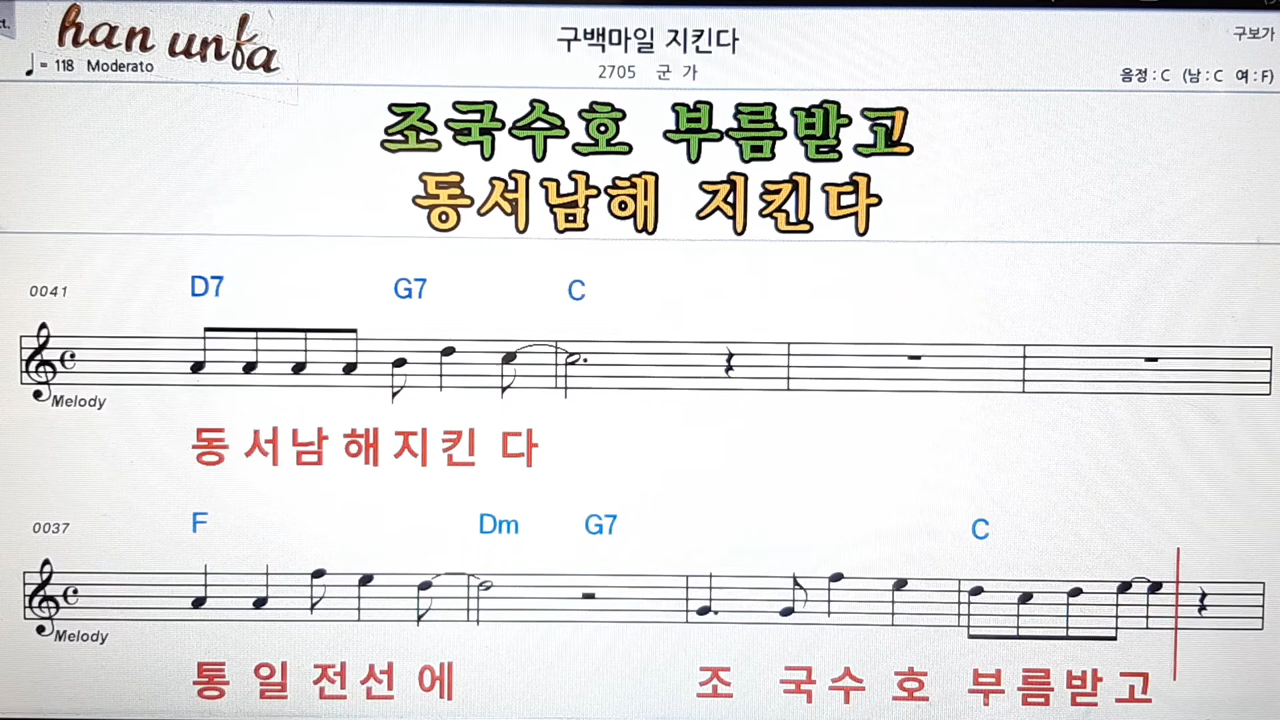 ct.
han unfa
구백마일 지킨다
구보가
♩= 118 Moderato
2705 군 가
음정 : C (남 : C 여 : F)
조국수호 부름받고
동서남해 지킨다
D7 G7 C
0041
Melody
동 서 남 해 지 킨 다
F Dm G7 C
0037
Melody
통 일 전 선 에 조 국 수 호 부 름 받 고